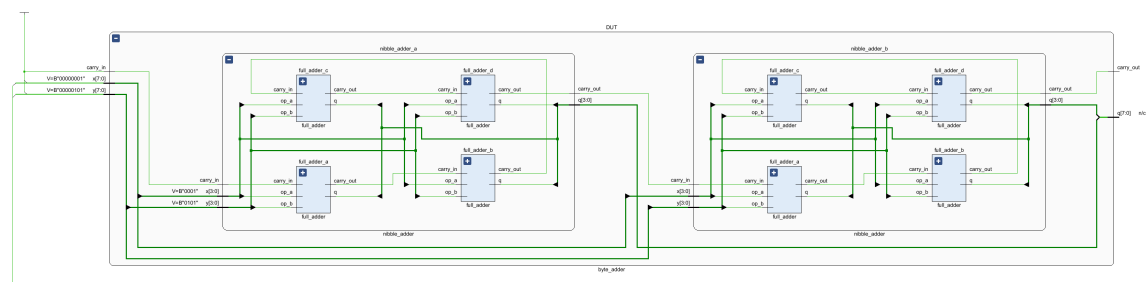 DUT
nibble_adder_a
nibble_adder_b
carry_in
V=B"00000001" x[7:0]
V=B"00000101" y[7:0]
full_adder_c
carry_in
op_a
op_b
carry_out
q
full_adder
full_adder_d
carry_in
op_a
op_b
carry_out
q
full_adder
carry_out
q[3:0]
carry_in
V=B"0001" x[3:0]
V=B"0101" y[3:0]
full_adder_a
carry_in
op_a
op_b
carry_out
q
full_adder
full_adder_b
carry_in
op_a
op_b
carry_out
q
full_adder
nibble_adder
full_adder_c
carry_in
op_a
op_b
carry_out
q
full_adder
full_adder_d
carry_in
op_a
op_b
carry_out
q
full_adder
carry_out
q[3:0]
carry_in
x[3:0]
y[3:0]
full_adder_a
carry_in
op_a
op_b
carry_out
q
full_adder
full_adder_b
carry_in
op_a
op_b
carry_out
q
full_adder
nibble_adder
carry_out
q[7:0] n/c
byte_adder